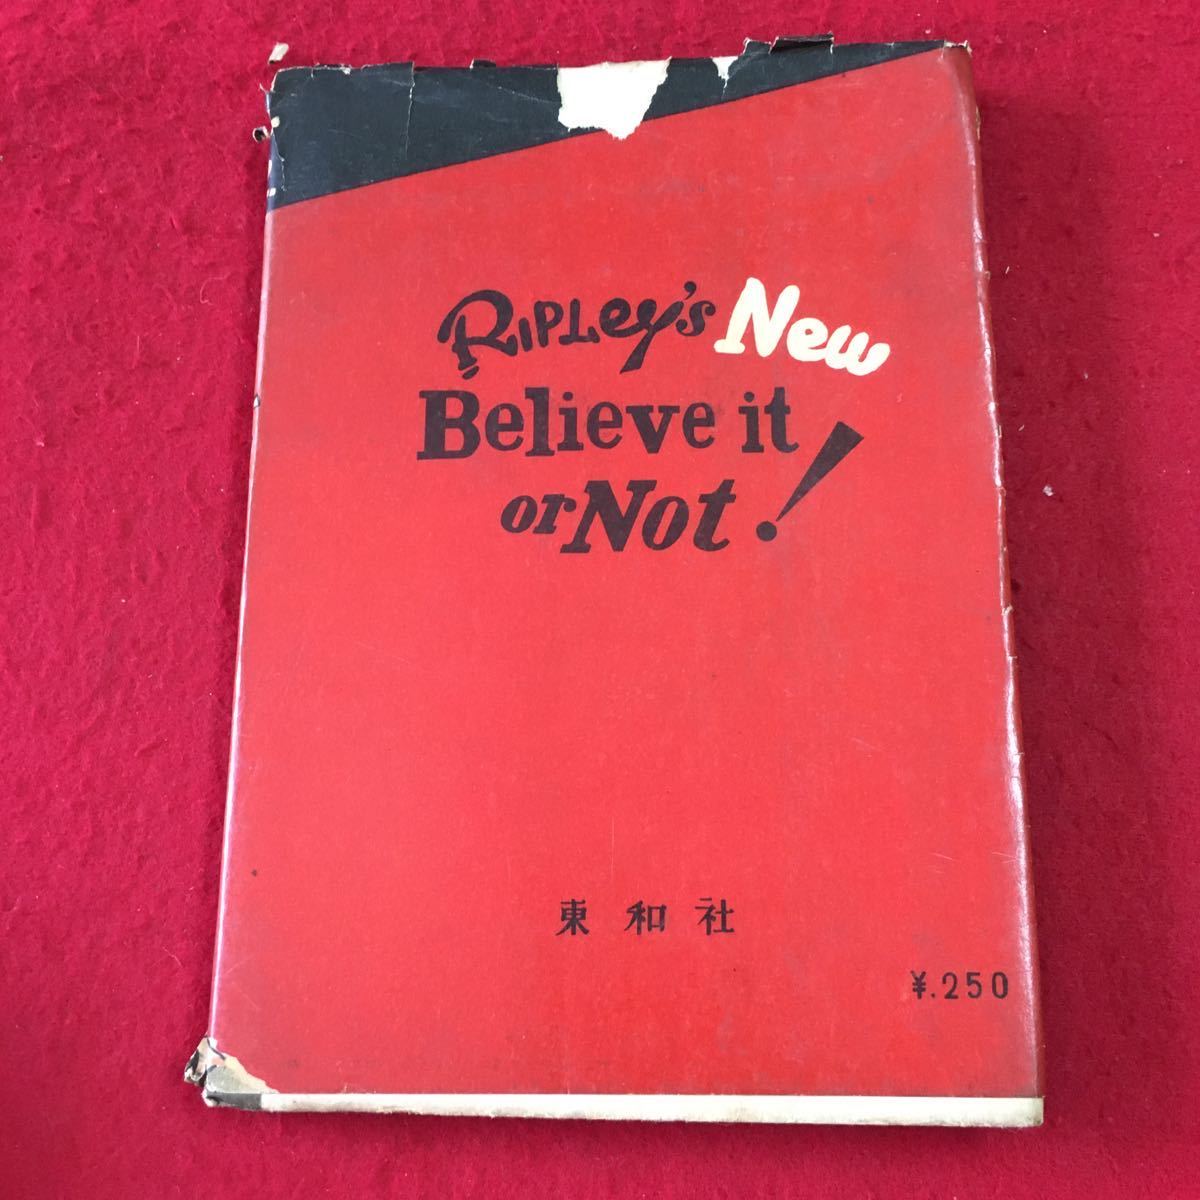 Ripley's New
Believe it
or Not!
東和社
¥.250